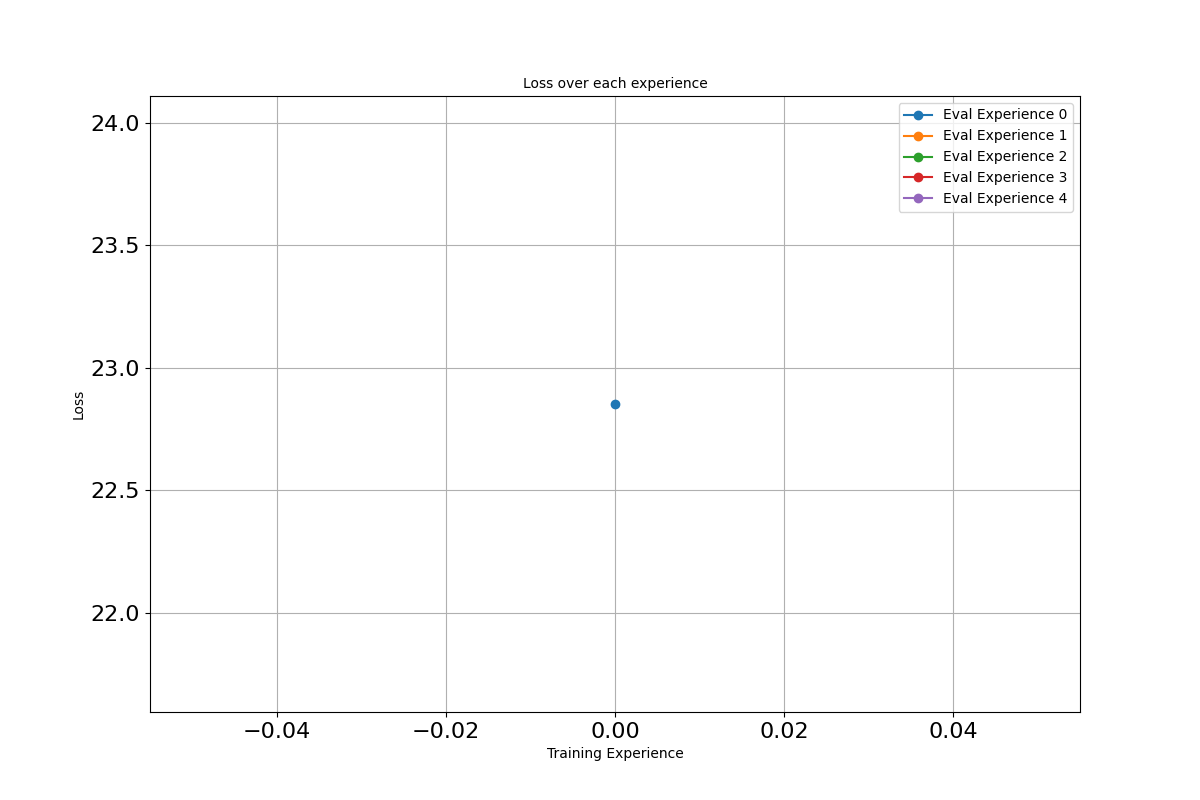 Loss over each experience
Eval Experience 0
Eval Experience 1
Eval Experience 2
Eval Experience 3
Eval Experience 4
24.0
23.5
23.0
22.5
22.0
Loss
−0.04
−0.02
0.00
0.02
0.04
Training Experience